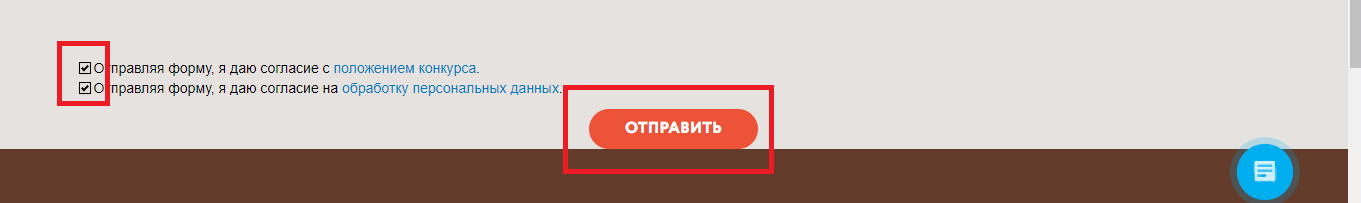 Отправляя форму, я даю согласие с положением конкурса.
Отправляя форму, я даю согласие на обработку персональных данных.
ОТПРАВИТЬ